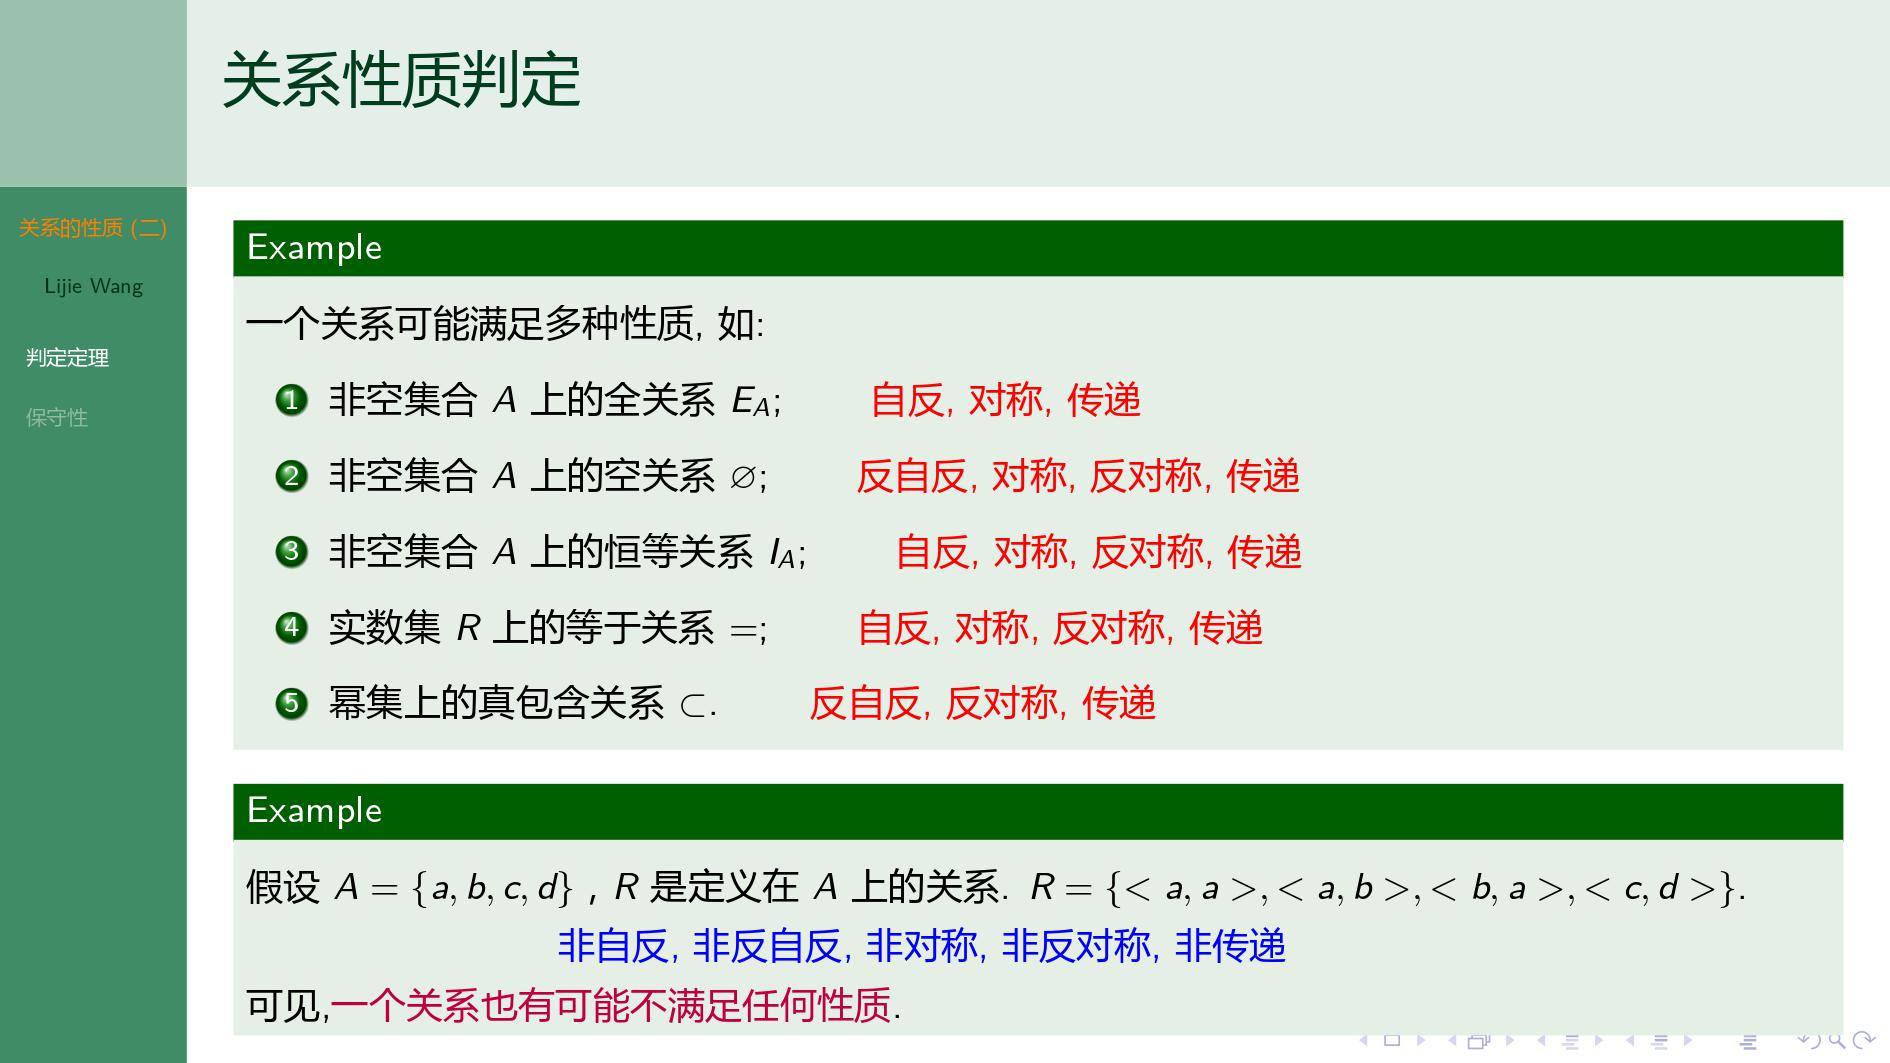 关系性质判定
关系的性质 (二)
Lijie Wang
判定定理
保守性
Example
一个关系可能满足多种性质, 如:
1 非空集合 A 上的全关系 E_A; 自反, 对称, 传递
2 非空集合 A 上的空关系 ∅; 反自反, 对称, 反对称, 传递
3 非空集合 A 上的恒等关系 I_A; 自反, 对称, 反对称, 传递
4 实数集 R 上的等于关系 =; 自反, 对称, 反对称, 传递
5 幂集上的真包含关系 ⊂. 反自反, 反对称, 传递
Example
假设 A = {a, b, c, d} , R 是定义在 A 上的关系. R = {< a, a >, < a, b >, < b, a >, < c, d >}.
非自反, 非反自反, 非对称, 非反对称, 非传递
可见,一个关系也有可能不满足任何性质.